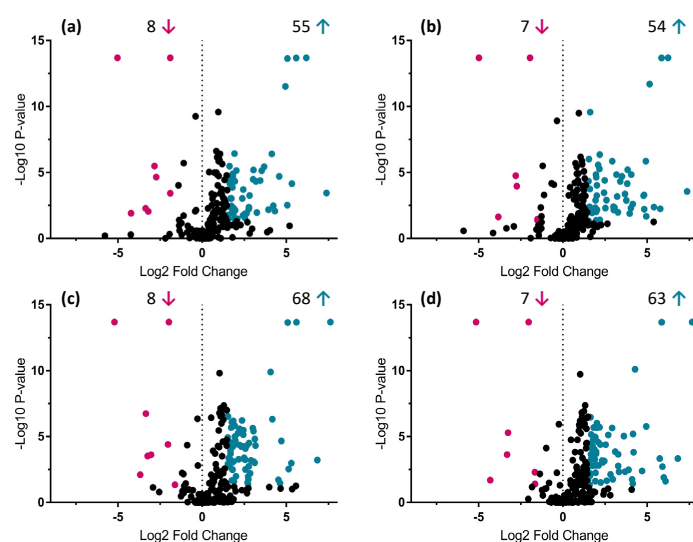 (a) 8 ↓ 55 ↑
(b) 7 ↓ 54 ↑
15
10
5
0
-Log10 P-value
-5 0 5
Log2 Fold Change
15
10
5
0
-Log10 P-value
-5 0 5
Log2 Fold Change
(c) 8 ↓ 68 ↑
(d) 7 ↓ 63 ↑
15
10
5
0
-Log10 P-value
-5 0 5
Log2 Fold Change
15
10
5
0
-Log10 P-value
-5 0 5
Log2 Fold Change